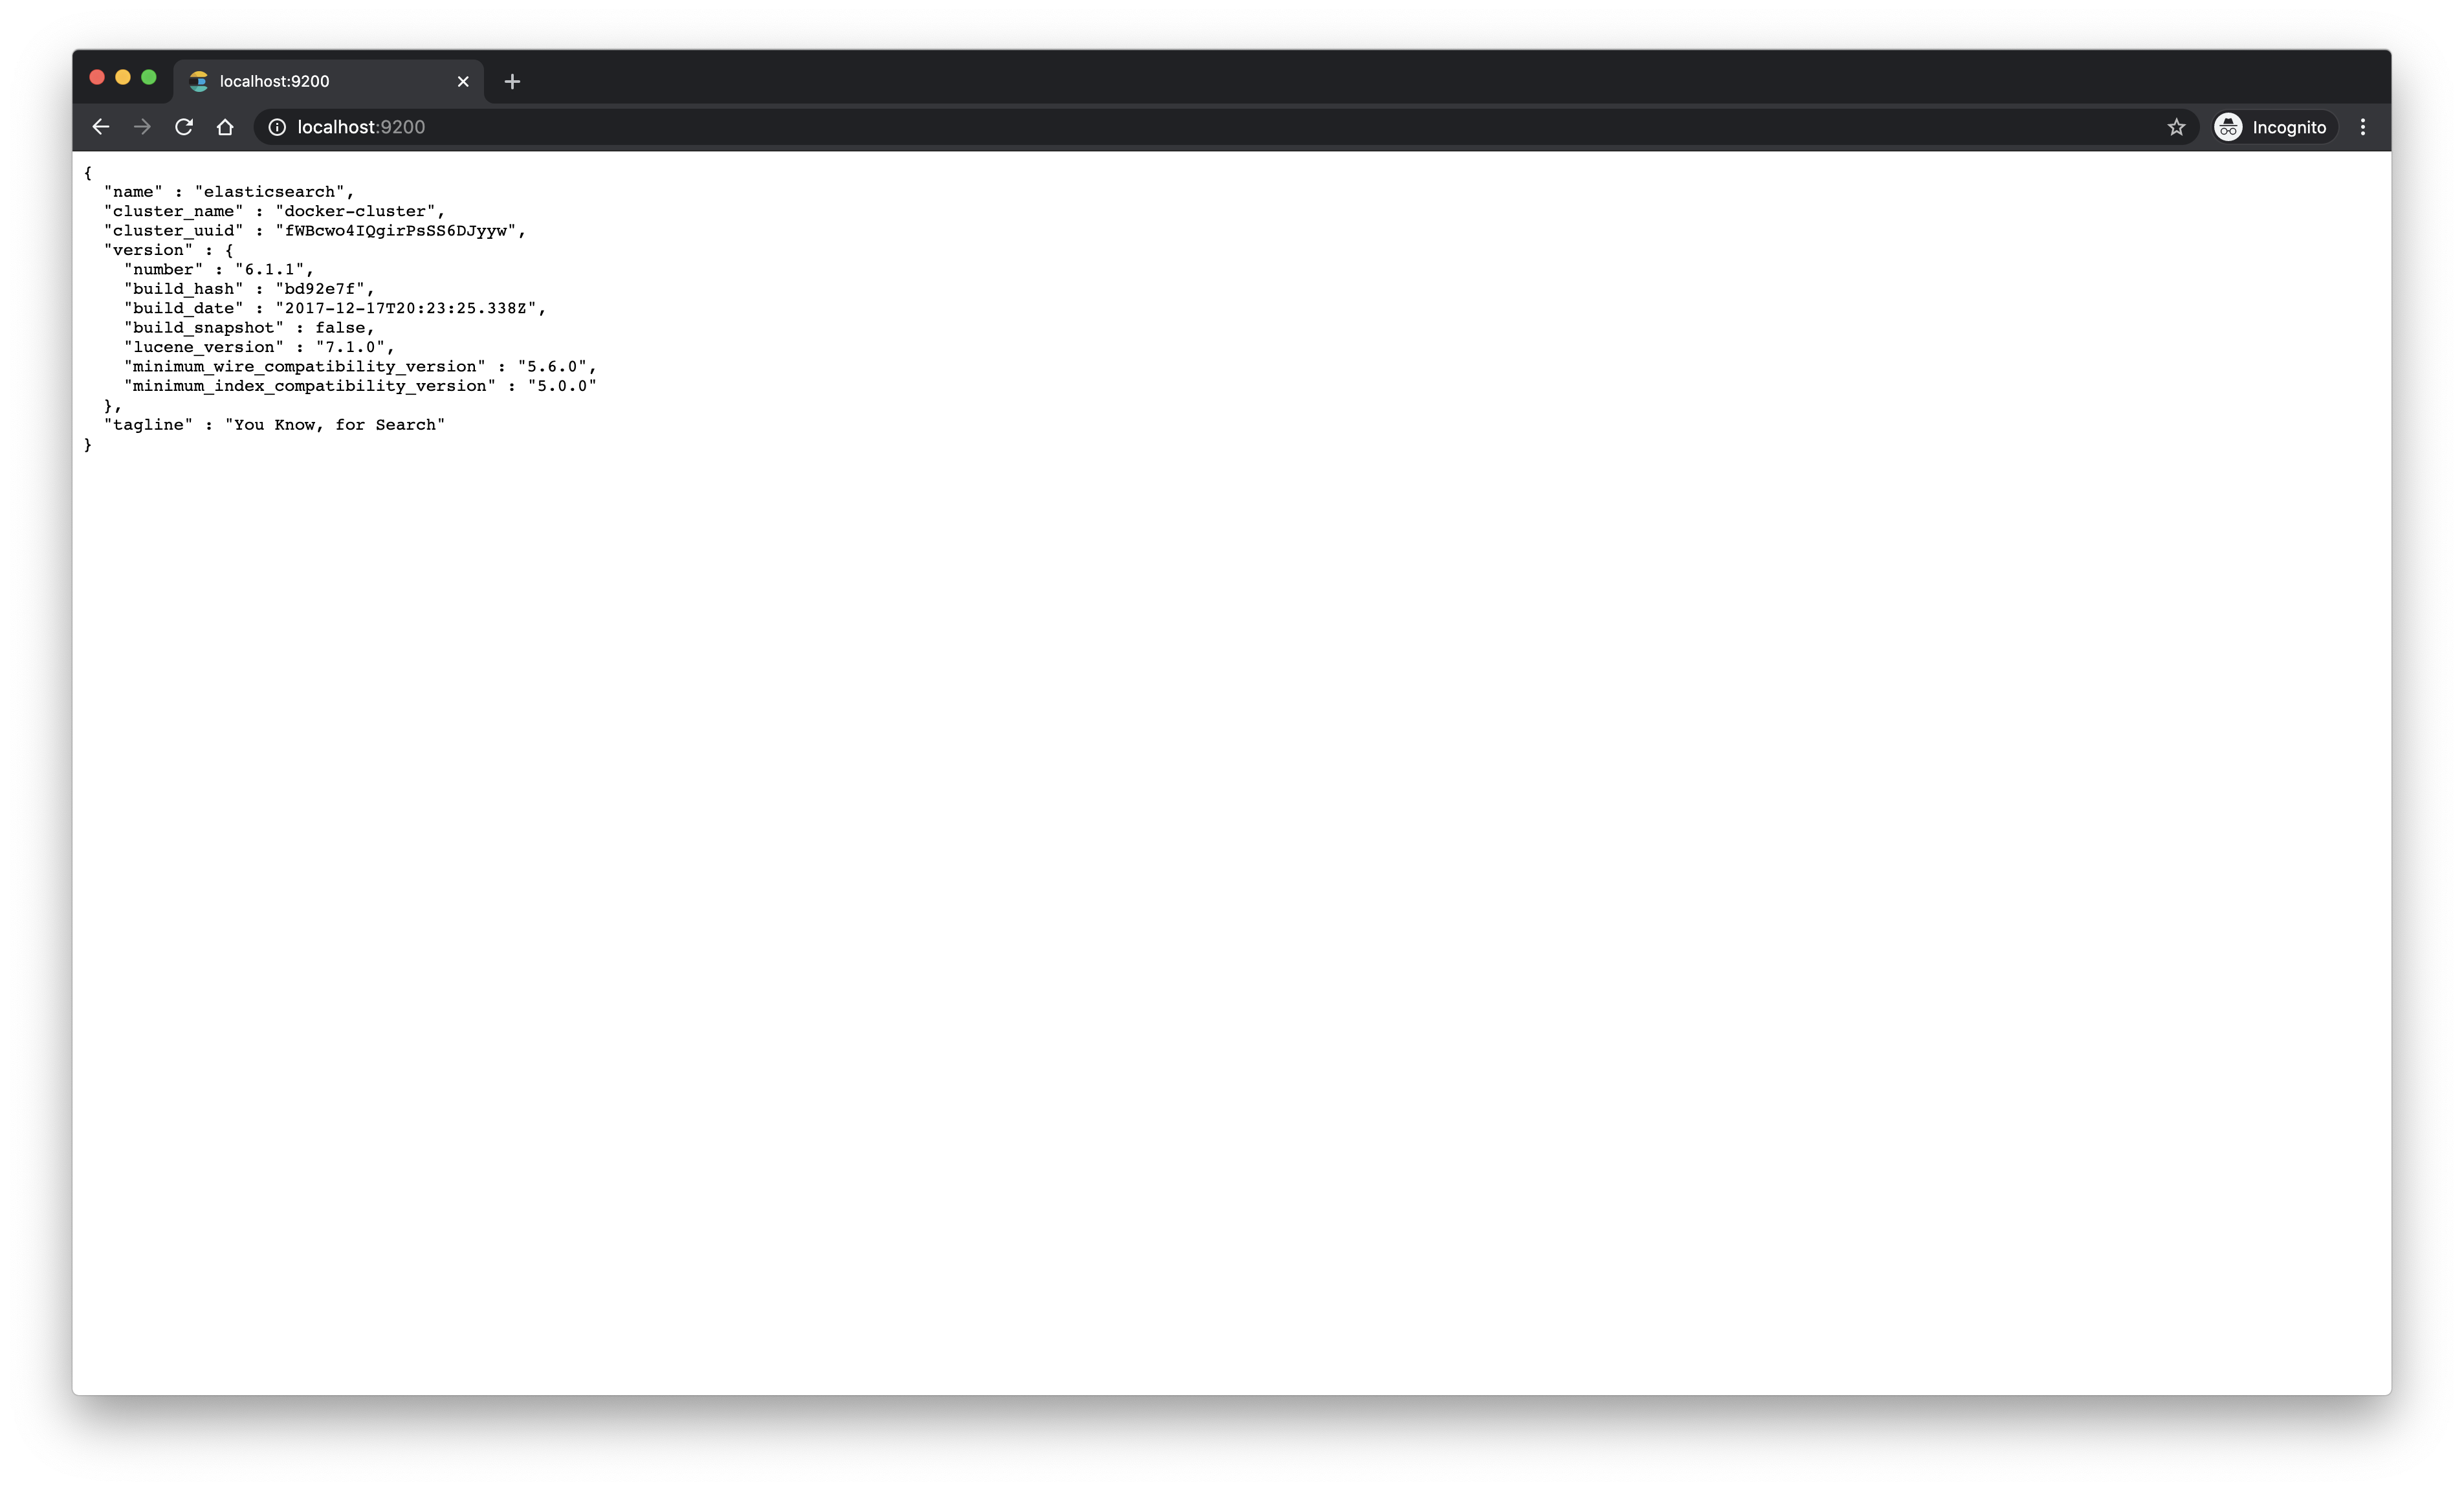 localhost:9200
localhost:9200
Incognito
{
  "name" : "elasticsearch",
  "cluster_name" : "docker-cluster",
  "cluster_uuid" : "fWBcwo4IQgirPsSS6DJyyw",
  "version" : {
    "number" : "6.1.1",
    "build_hash" : "bd92e7f",
    "build_date" : "2017-12-17T20:23:25.338Z",
    "build_snapshot" : false,
    "lucene_version" : "7.1.0",
    "minimum_wire_compatibility_version" : "5.6.0",
    "minimum_index_compatibility_version" : "5.0.0"
  },
  "tagline" : "You Know, for Search"
}